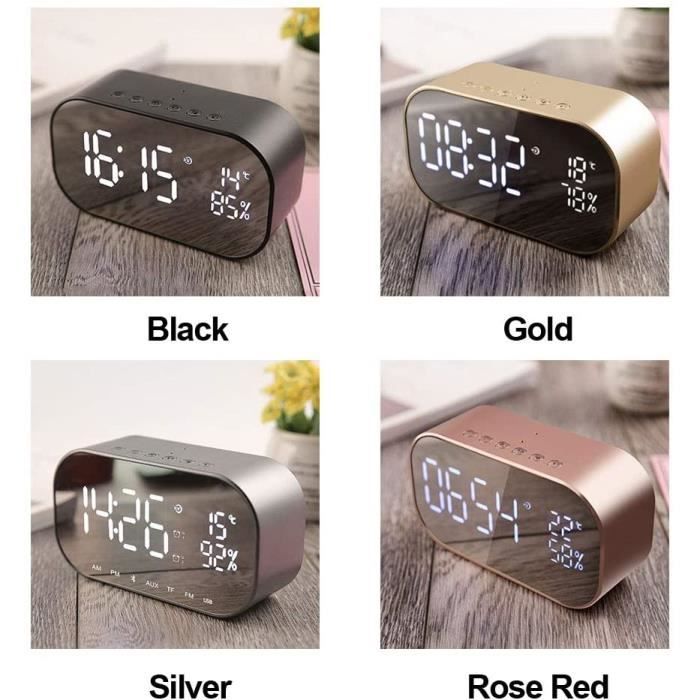 16:15
14°C
85%
08:32
18°C
78%
Black
Gold
14:26
15°C
92%
AM PM AUX TF FM USB
06:54
22°C
58%
Silver
Rose Red